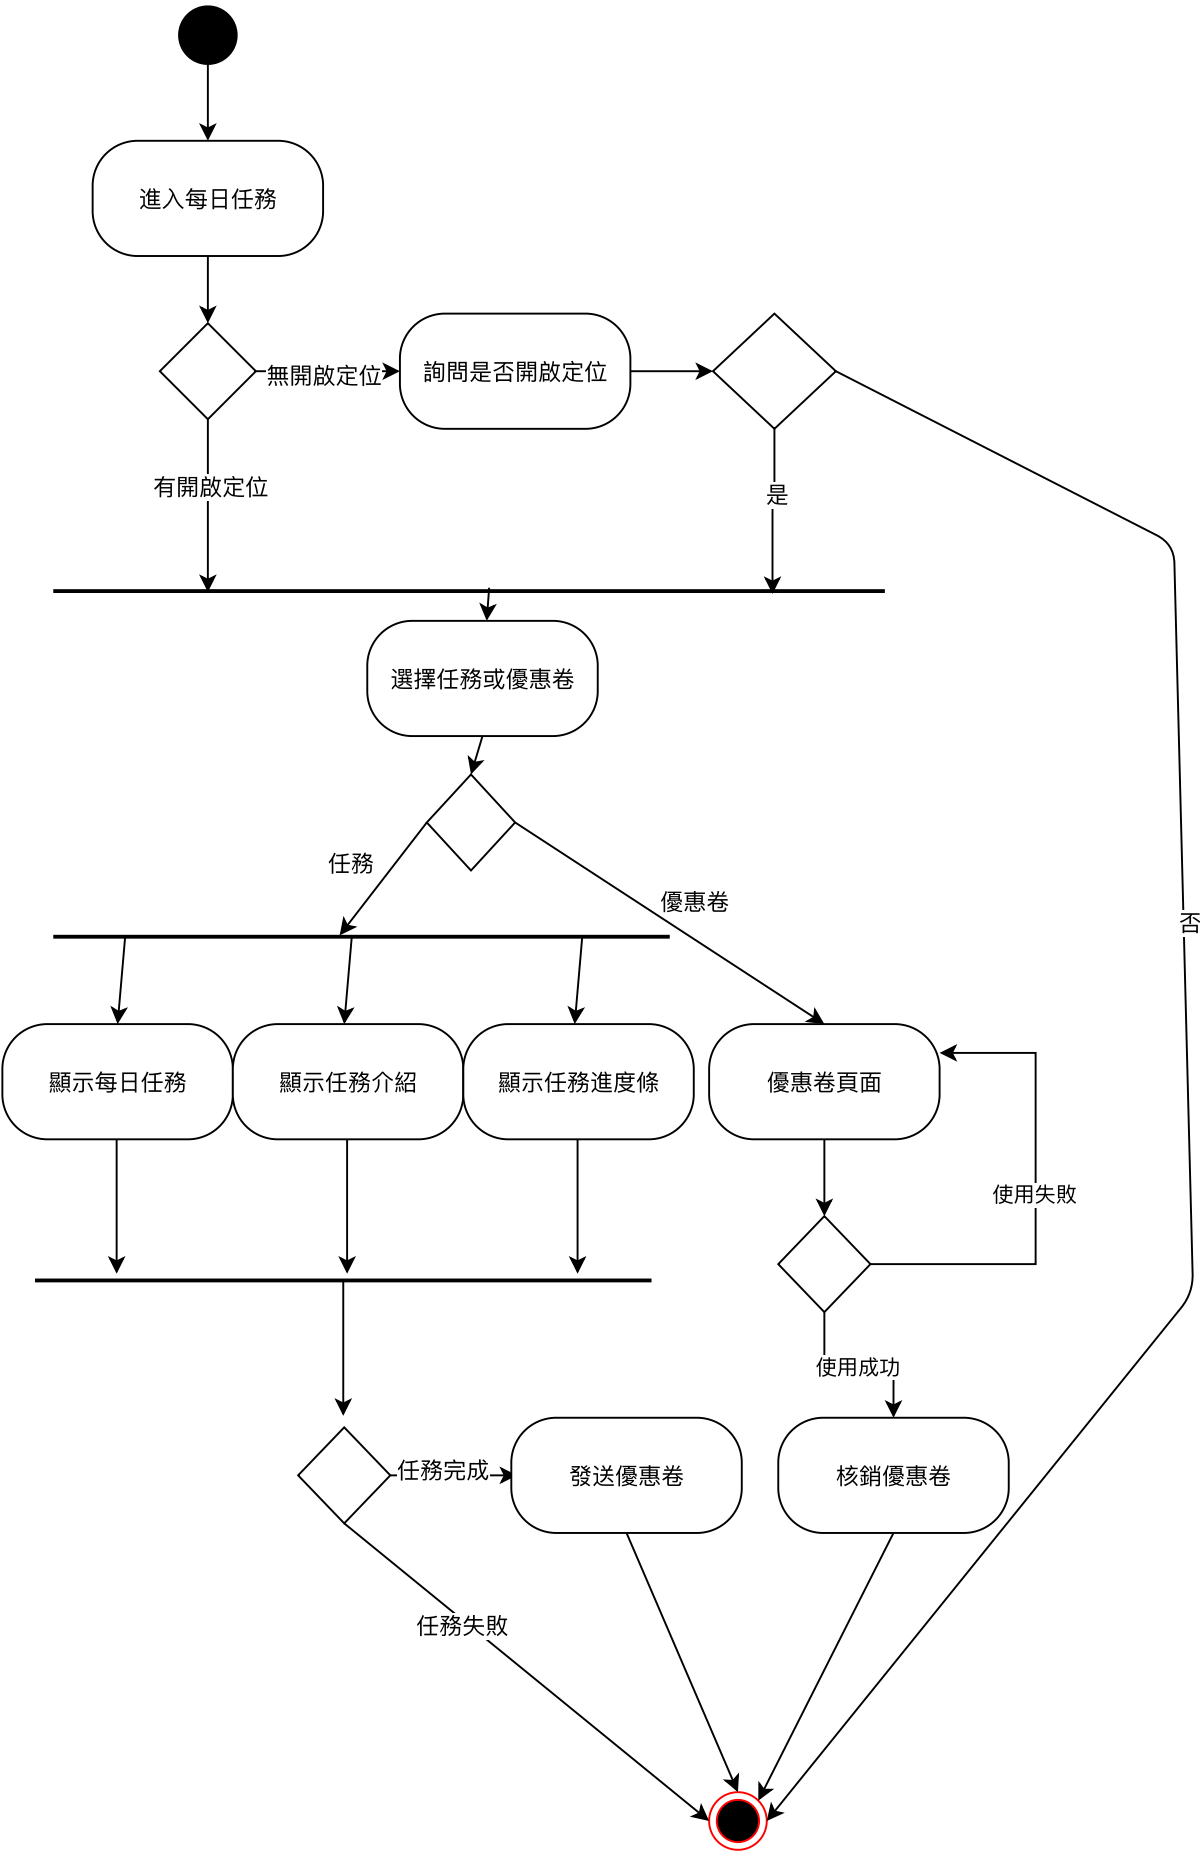 進入每日任務
無開啟定位
詢問是否開啟定位
有開啟定位
是
選擇任務或優惠卷
任務
優惠卷
否
顯示每日任務
顯示任務介紹
顯示任務進度條
優惠卷頁面
使用失敗
使用成功
任務完成
發送優惠卷
核銷優惠卷
任務失敗